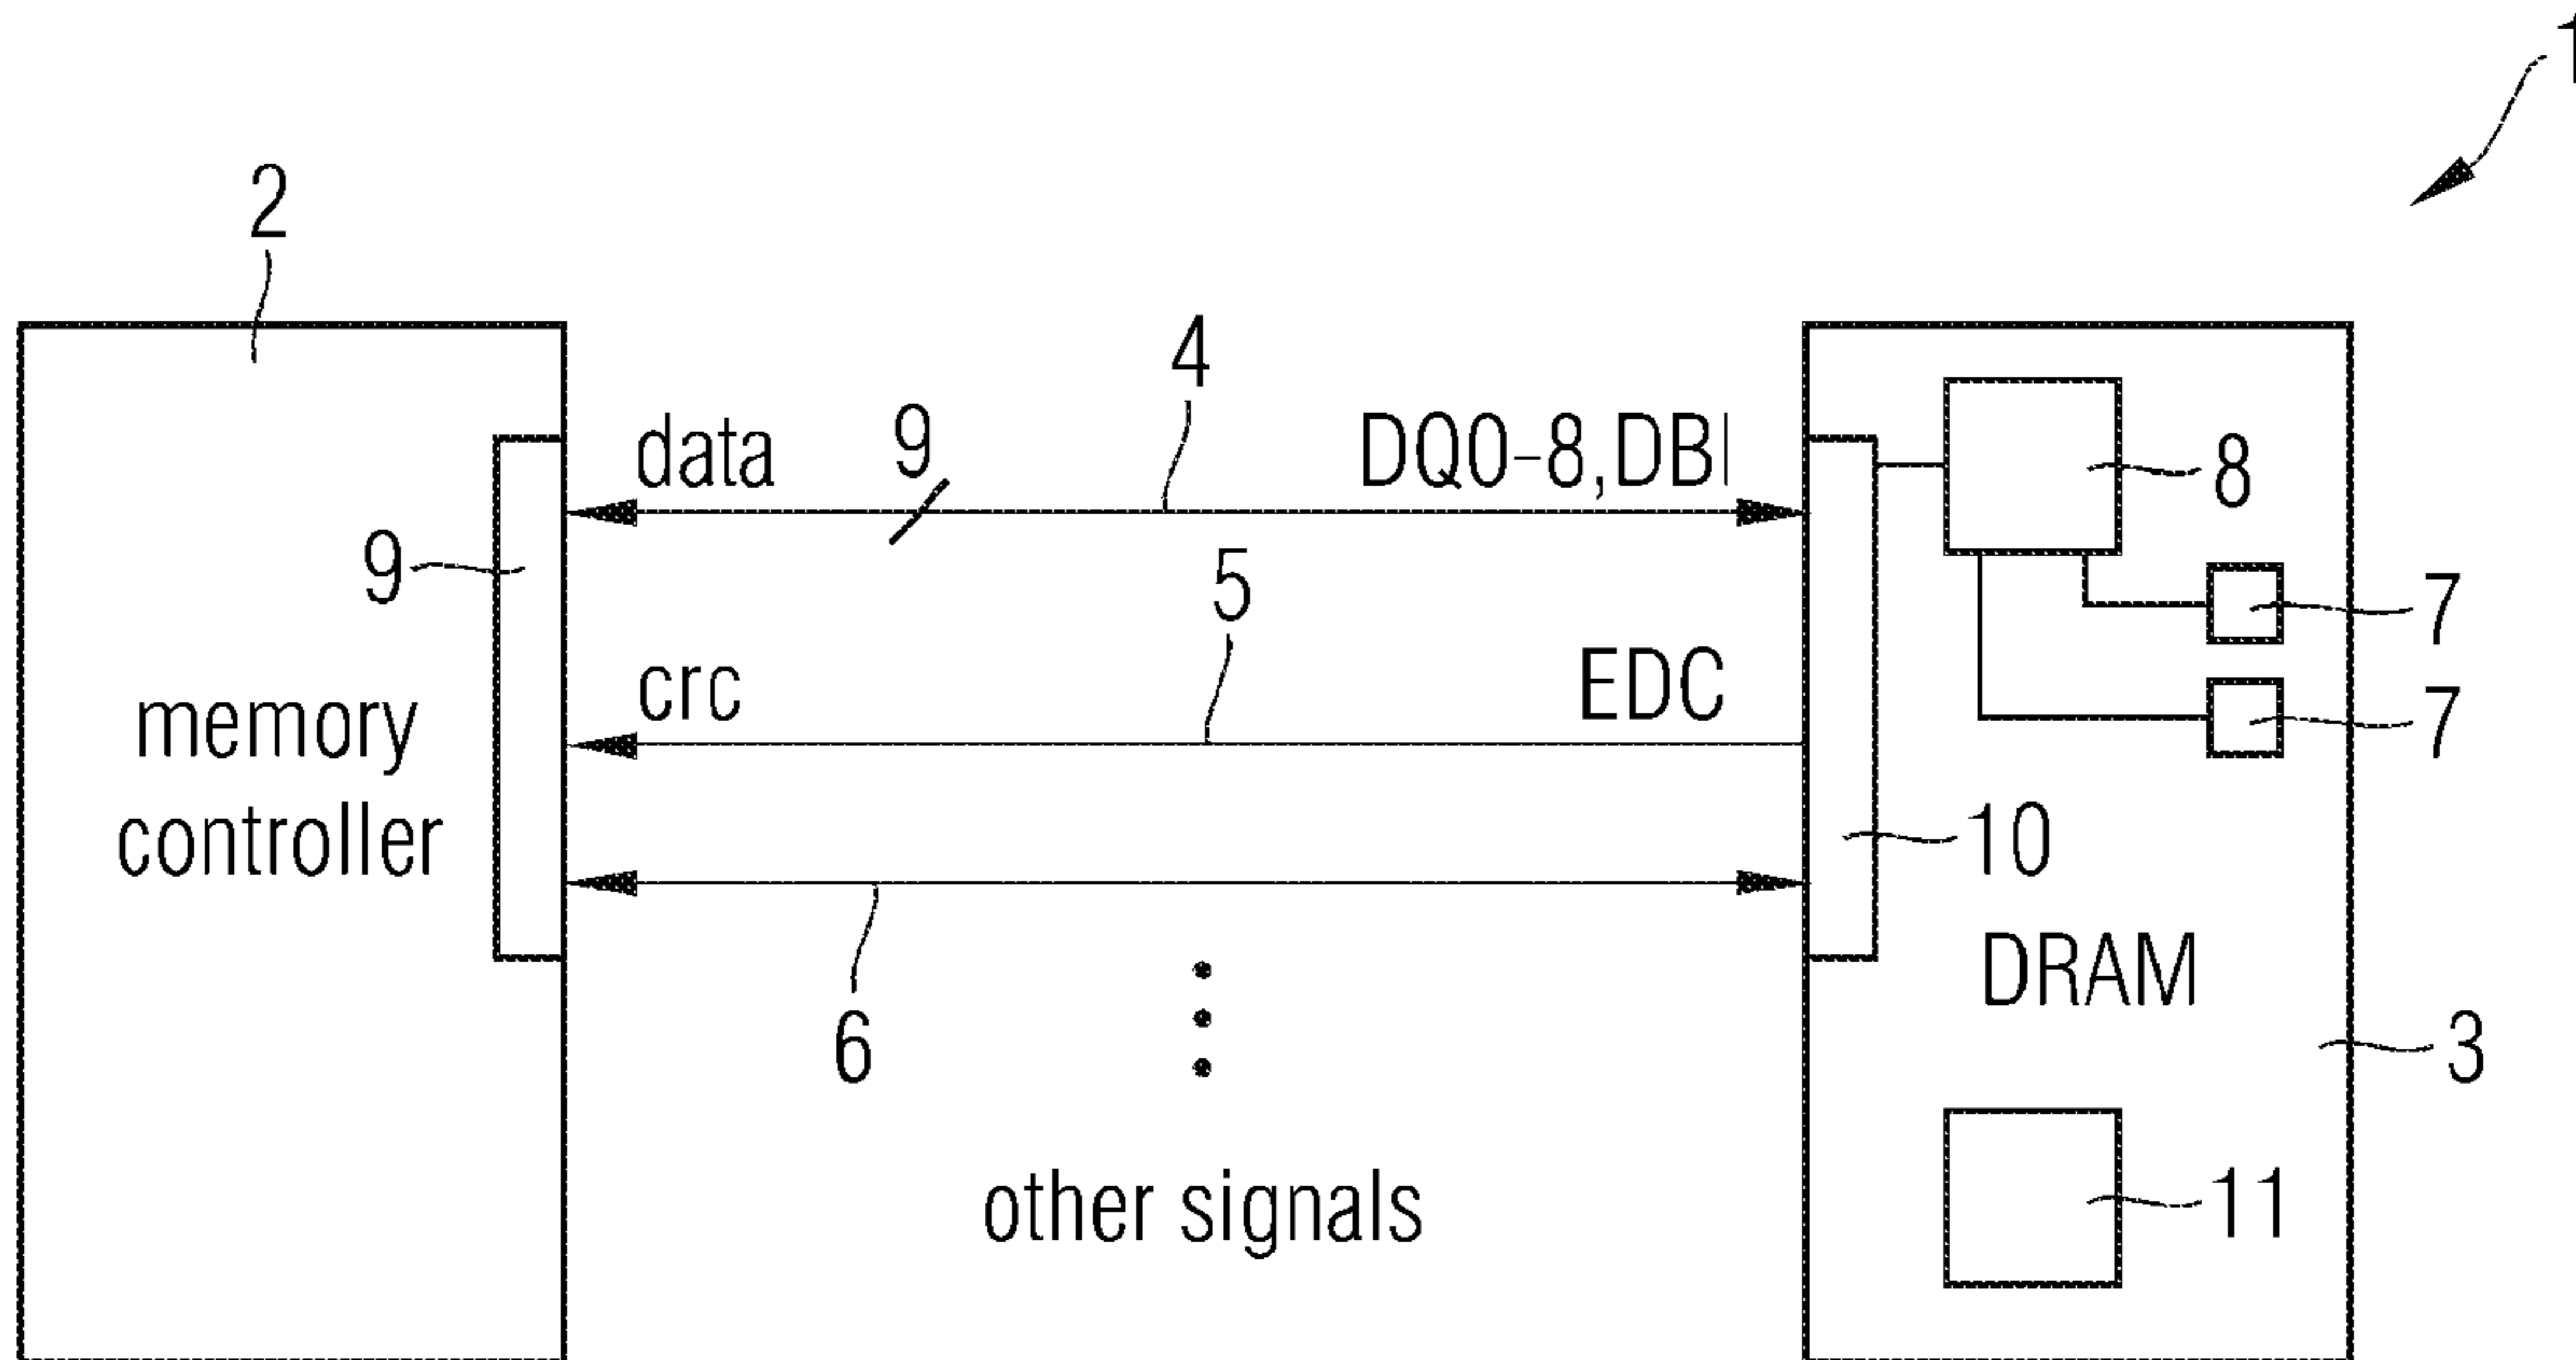 1
2
4
data
9
DQ0-8,DBI
8
9
5
7
crc
EDC
7
memory
controller
10
6
DRAM
3
other signals
11